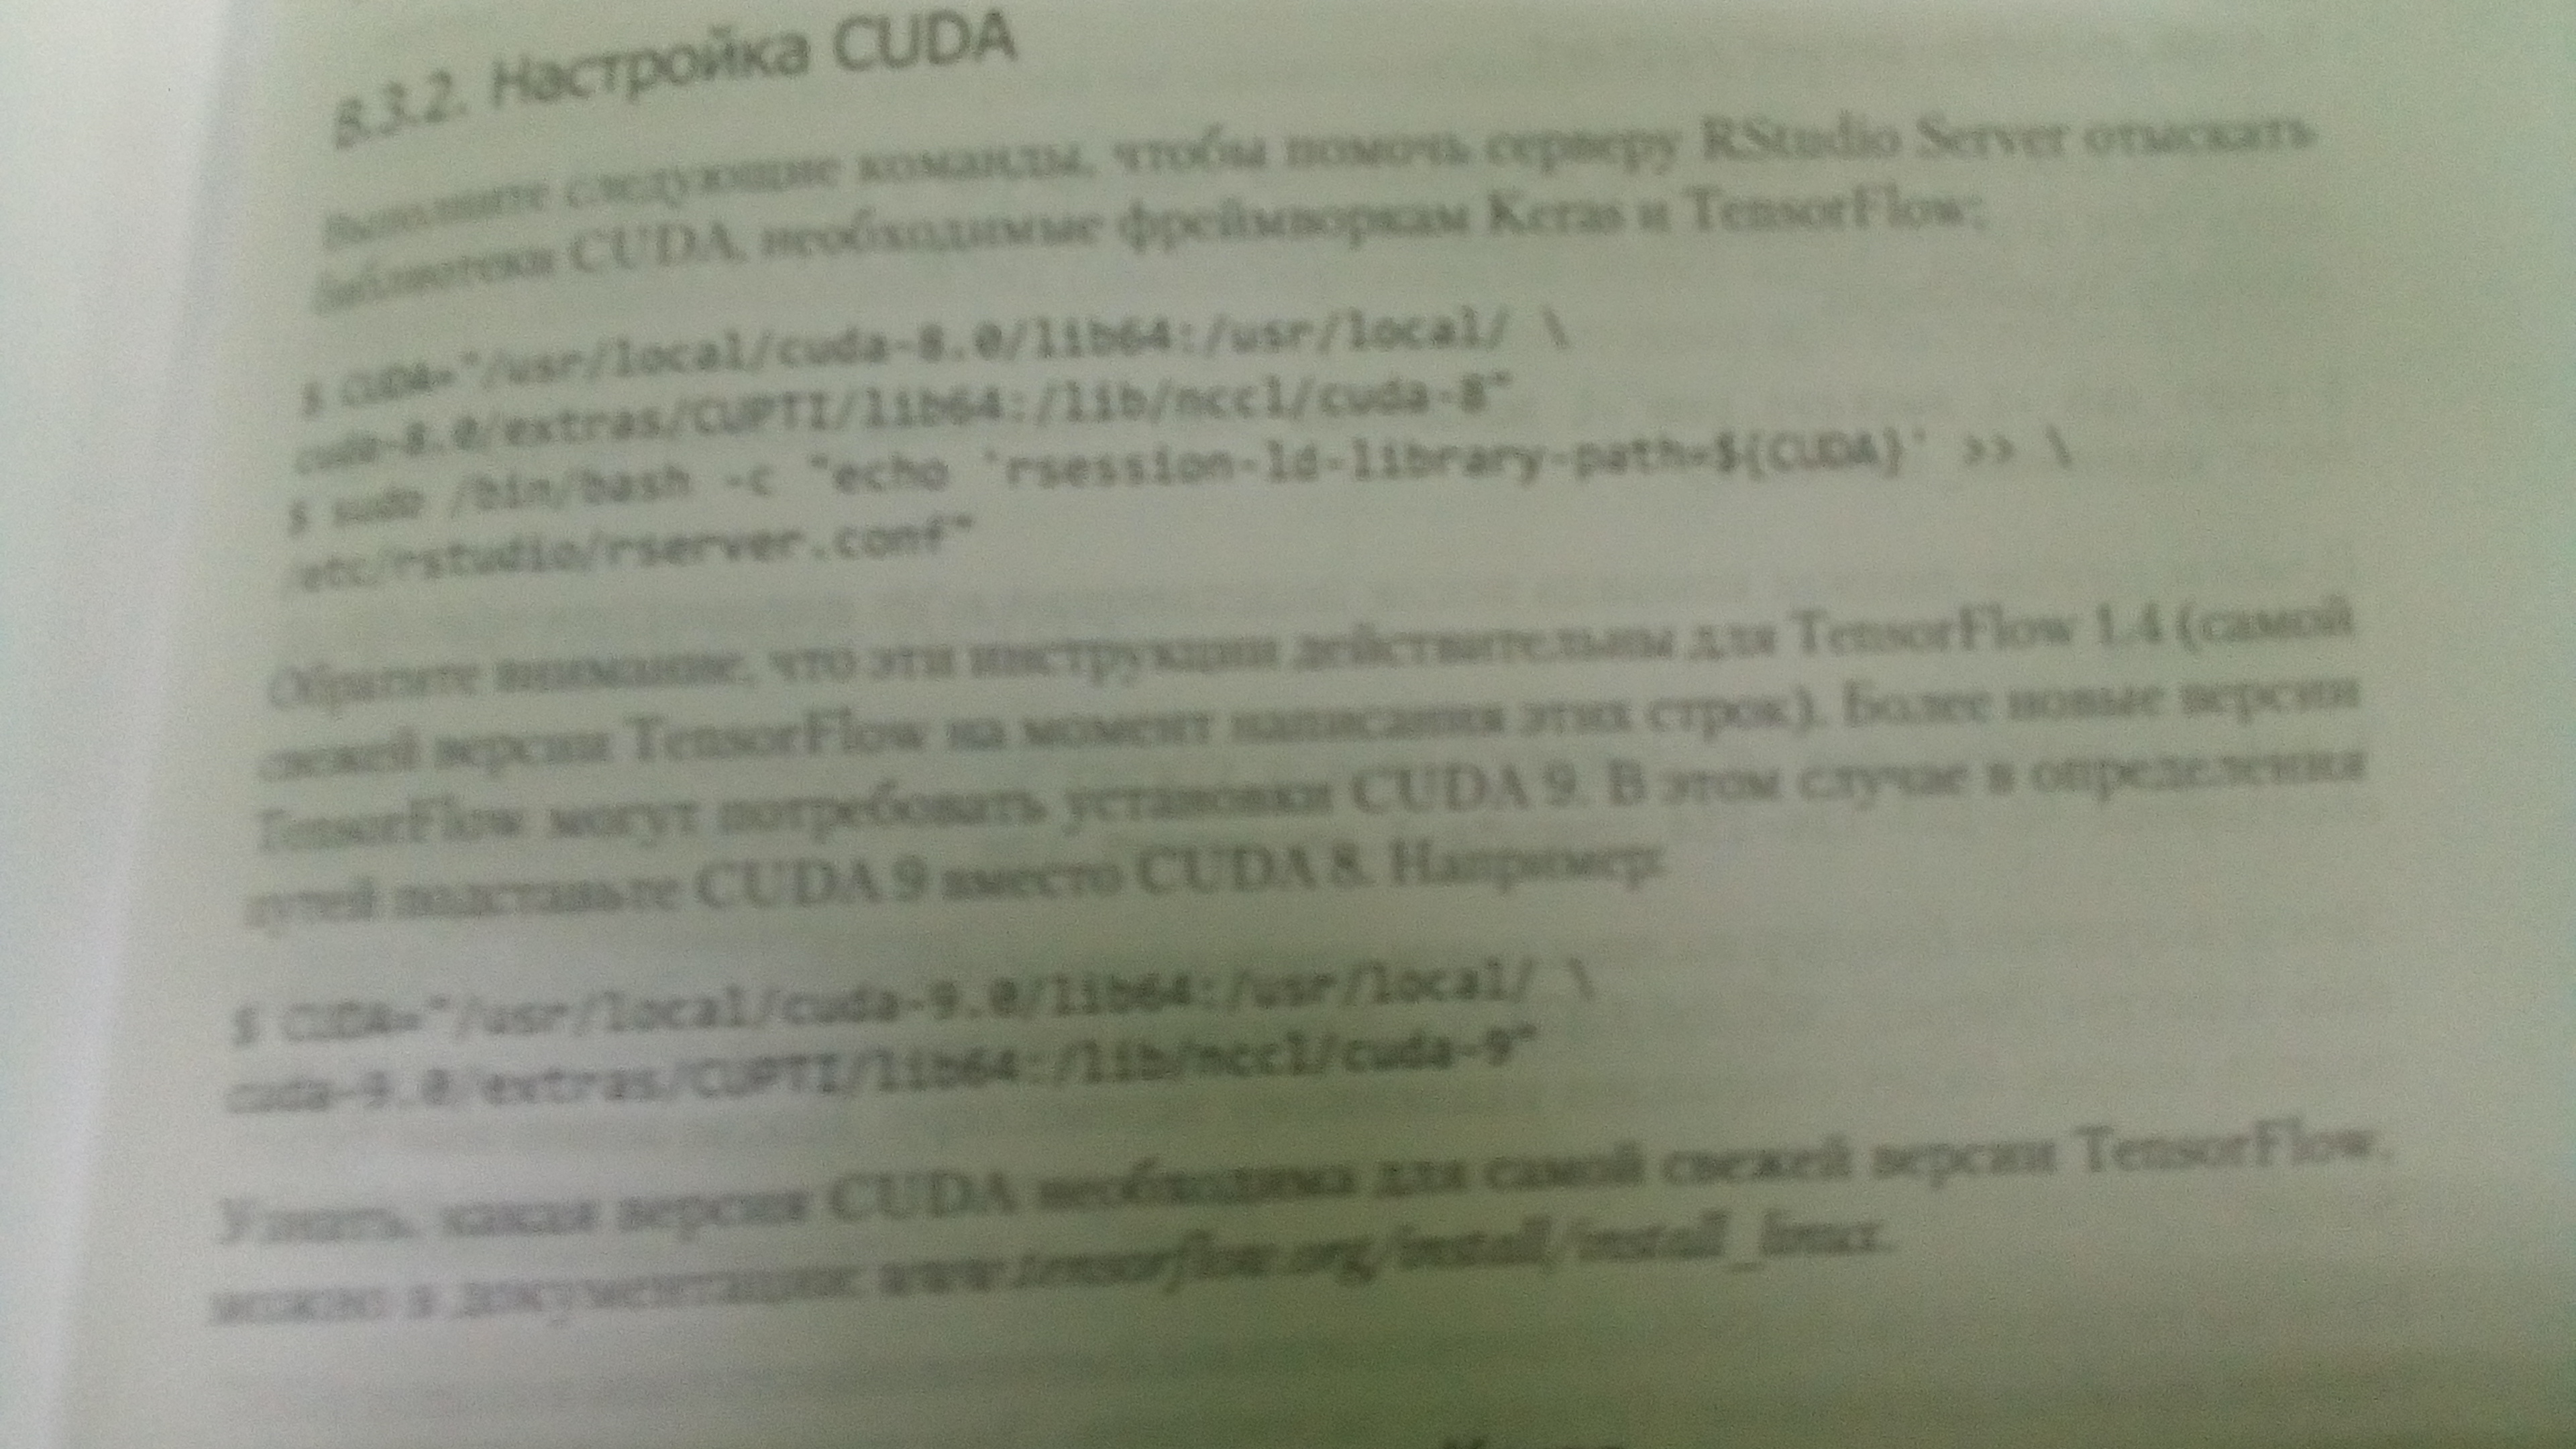 В.3.2. Настройка CUDA
Выполните следующие команды, чтобы помочь серверу RStudio Server отыскать
библиотеки CUDA, необходимые фреймворкам Keras и TensorFlow:
$ CUDA="/usr/local/cuda-8.0/lib64:/usr/local/ \
cuda-8.0/extras/CUPTI/lib64:/lib/nccl/cuda-8"
$ sudo /bin/bash -c "echo 'rsession-ld-library-path=${CUDA}' >> \
/etc/rstudio/rserver.conf"
Обратите внимание, что эти инструкции действительны для TensorFlow 1.4 (самой
свежей версии TensorFlow на момент написания этих строк). Более новые версии
TensorFlow могут потребовать установки CUDA 9. В этом случае в определения
путей подставьте CUDA 9 вместо CUDA 8. Например:
$ CUDA="/usr/local/cuda-9.0/lib64:/usr/local/ \
cuda-9.0/extras/CUPTI/lib64:/lib/nccl/cuda-9"
Узнать, какая версия CUDA необходима для самой свежей версии TensorFlow,
можно в документации: www.tensorflow.org/install/install_linux.